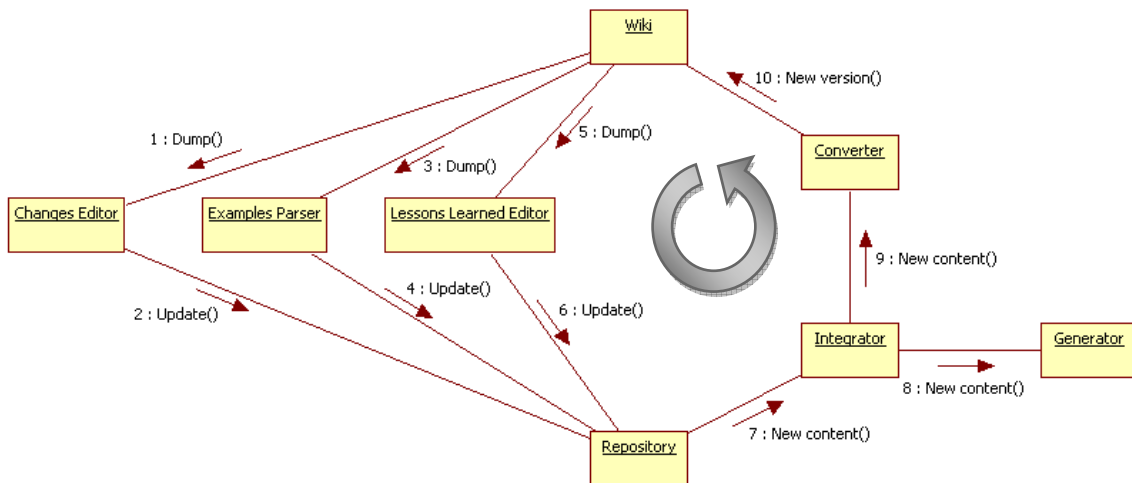 Wiki
10 : New version()
1 : Dump()
5 : Dump()
3 : Dump()
Converter
Changes Editor
Examples Parser
Lessons Learned Editor
9 : New content()
4 : Update()
2 : Update()
6 : Update()
Integrator
Generator
8 : New content()
7 : New content()
Repository